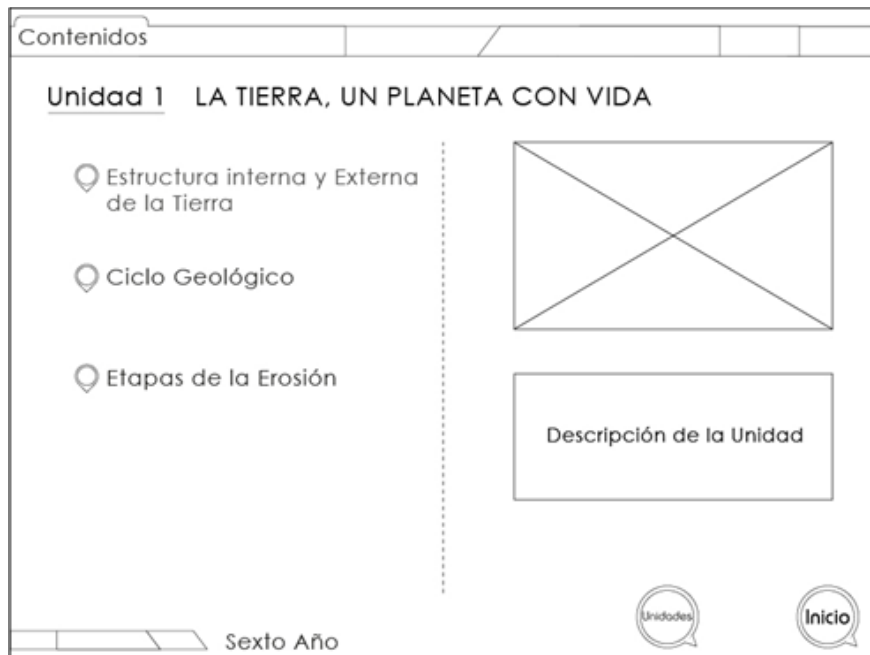 Contenidos
Unidad 1 LA TIERRA, UN PLANETA CON VIDA
Estructura interna y Externa
de la Tierra
Ciclo Geológico
Etapas de la Erosión
Descripción de la Unidad
Unidades
Inicio
Sexto Año